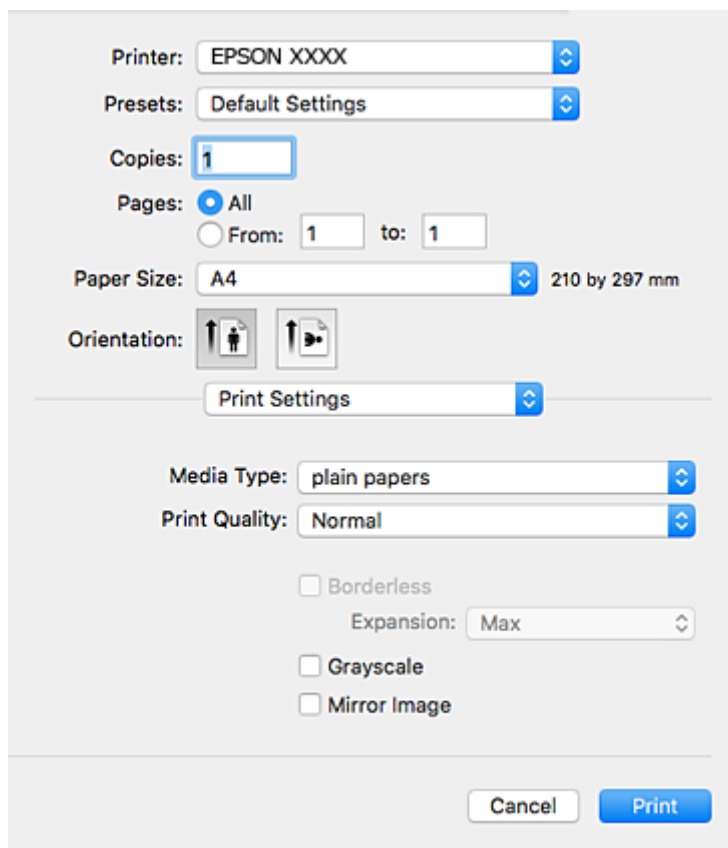 Printer: EPSON XXXX
Presets: Default Settings
Copies: 1
Pages: All
From: 1 to: 1
Paper Size: A4 210 by 297 mm
Orientation:
Print Settings
Media Type: plain papers
Print Quality: Normal
Borderless
Expansion: Max
Grayscale
Mirror Image
Cancel Print